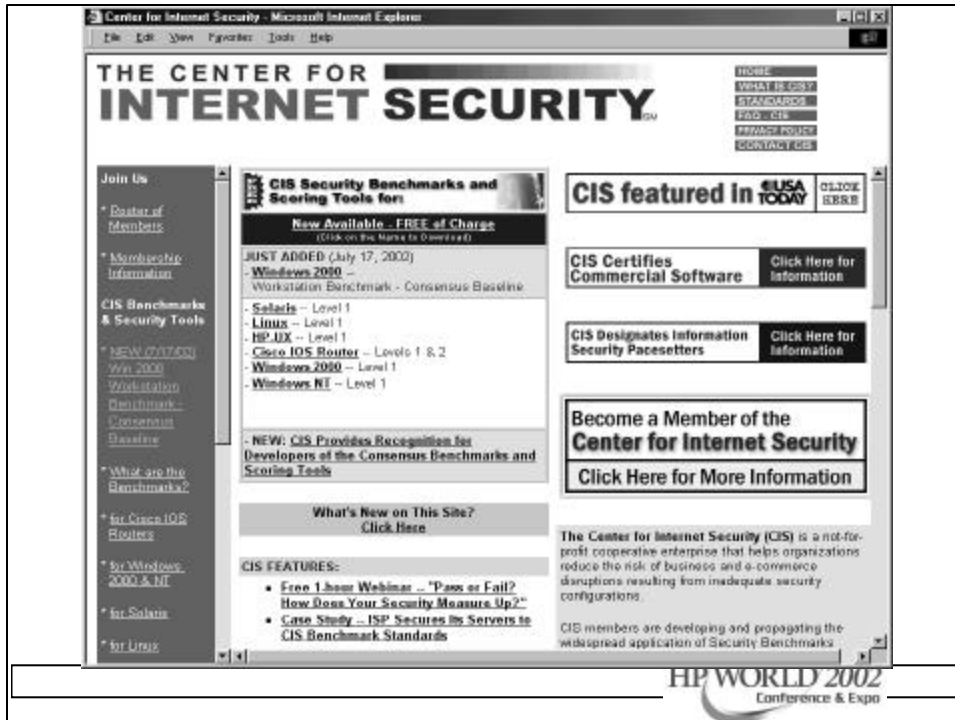 Center for Internet Security - Microsoft Internet Explorer
File Edit View Favorites Tools Help
THE CENTER FOR
INTERNET SECURITY
SM
HOME
WHAT IS CIS?
STANDARDS
FAQ - CIS
PRIVACY POLICY
CONTACT CIS
Join Us
* Roster of
Members
* Membership
Information
CIS Benchmarks
& Security Tools
* NEW (7/17/02)
Win 2000
Workstation
Benchmark -
Consensus
Baseline
* What are the
Benchmarks?
* for Cisco IOS
Routers
* for Windows
2000 & NT
* for Solaris
* for Linux
CIS Security Benchmarks and
Scoring Tools for:
Now Available - FREE of Charge
(Click on the Name to Download)
JUST ADDED (July 17, 2002)
- Windows 2000 --
Workstation Benchmark - Consensus Baseline
- Solaris -- Level 1
- Linux -- Level 1
- HP-UX -- Level 1
- Cisco IOS Router -- Levels 1 & 2
- Windows 2000 -- Level 1
- Windows NT -- Level 1
- NEW: CIS Provides Recognition for
Developers of the Consensus Benchmarks and
Scoring Tools
What's New on This Site?
Click Here
CIS FEATURES:
• Free 1-hour Webinar -- "Pass or Fail?
How Does Your Security Measure Up?"
• Case Study -- ISP Secures Its Servers to
CIS Benchmark Standards
CIS featured in USA TODAY CLICK HERE
CIS Certifies
Commercial Software
Click Here for
Information
CIS Designates Information
Security Pacesetters
Click Here for
Information
Become a Member of the
Center for Internet Security
Click Here for More Information
The Center for Internet Security (CIS) is a not-for-
profit cooperative enterprise that helps organizations
reduce the risk of business and e-commerce
disruptions resulting from inadequate security
configurations.
CIS members are developing and propagating the
widespread application of Security Benchmarks
HP WORLD 2002
Conference & Expo